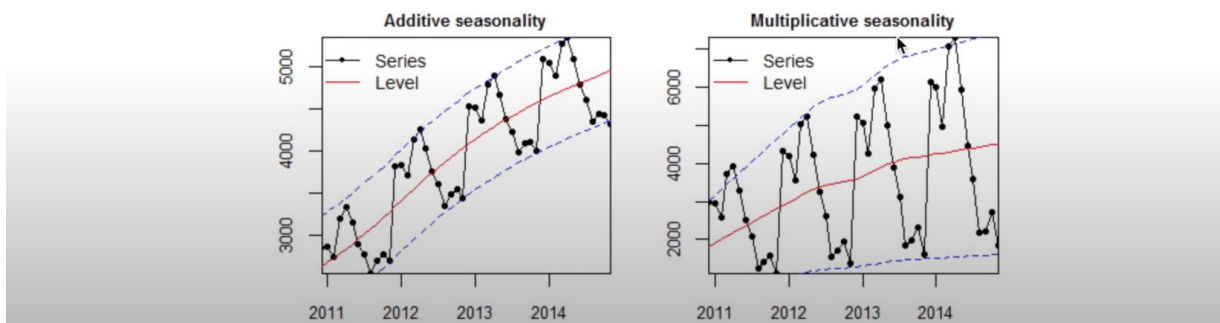 Additive seasonality
5000
4000
3000
Series
Level
2011 2012 2013 2014
Multiplicative seasonality
6000
4000
2000
Series
Level
2011 2012 2013 2014